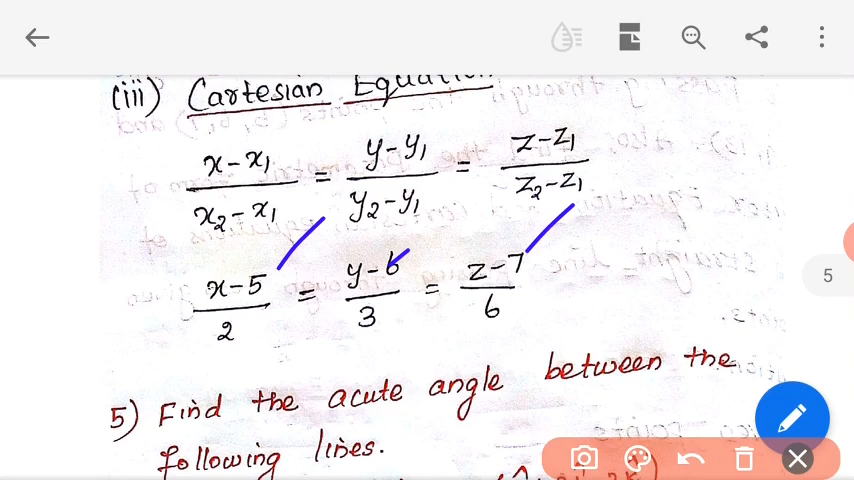 (iii) Cartesian Equation
x-x₁/x₂-x₁ = y-y₁/y₂-y₁ = z-z₁/z₂-z₁
x-5/2 = y-6/3 = z-7/6
5
5) Find the acute angle between the
following lines.